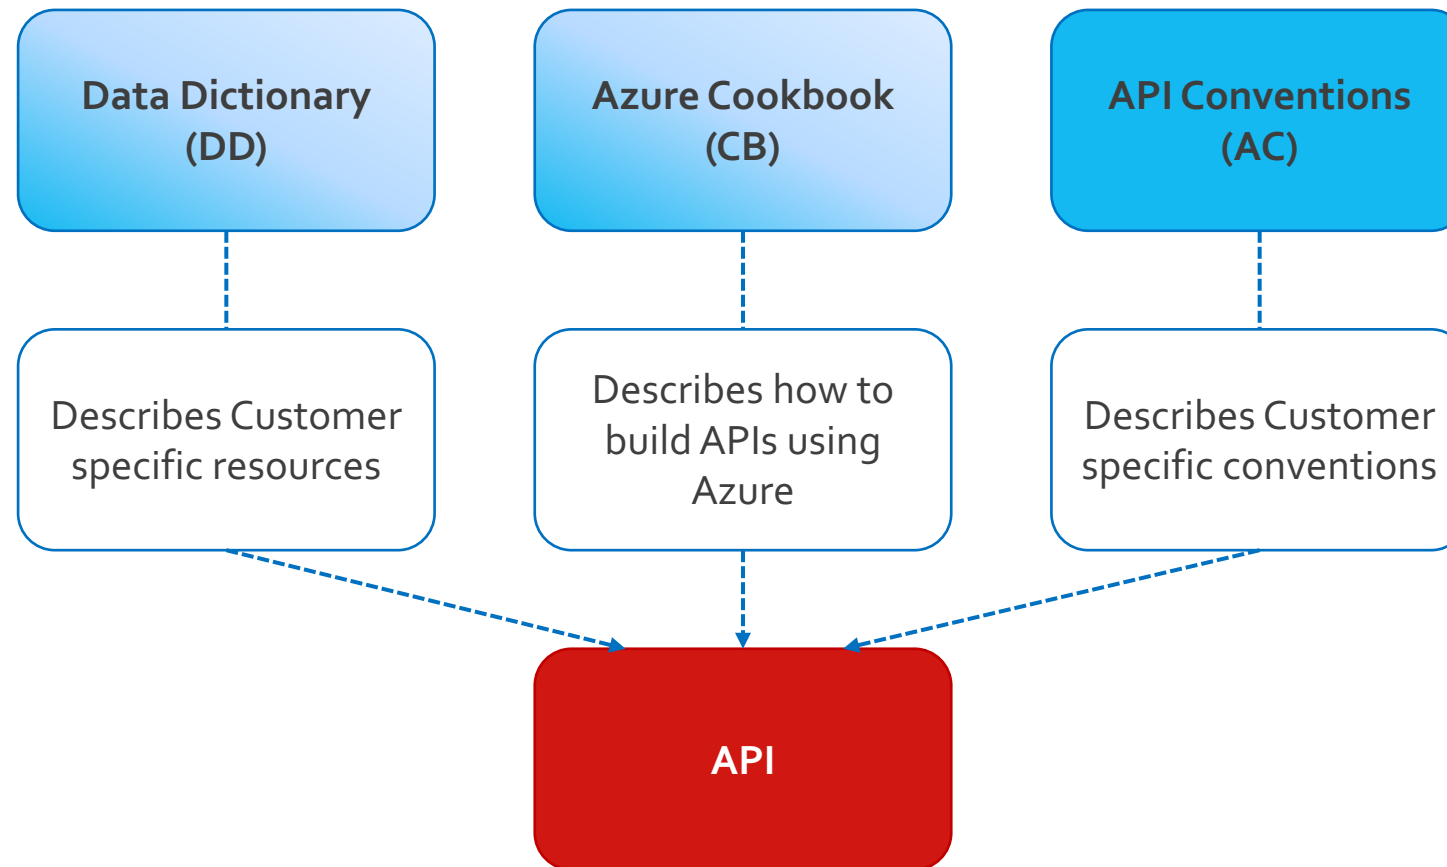 Data Dictionary
(DD)
Azure Cookbook
(CB)
API Conventions
(AC)
Describes Customer
specific resources
Describes how to
build APIs using
Azure
Describes Customer
specific conventions
API